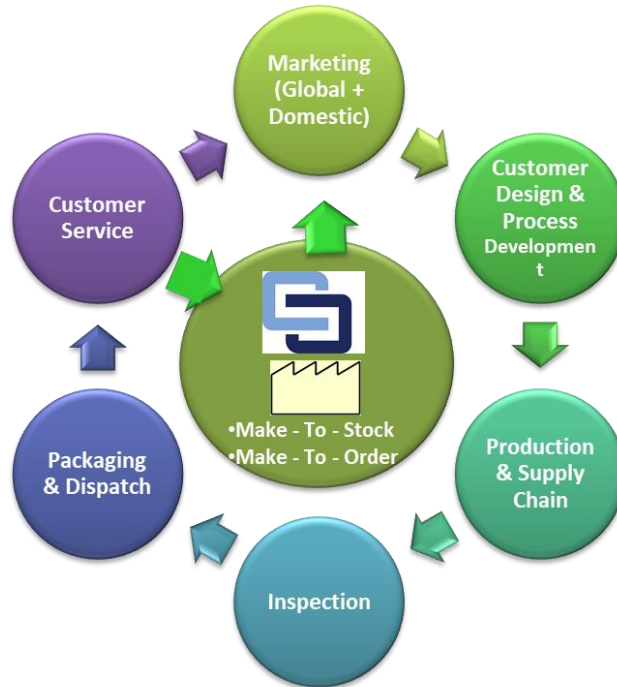 Marketing
(Global +
Domestic)
Customer
Design &
Process
Developmen
t
Customer
Service
•Make - To - Stock
•Make - To - Order
Production
& Supply
Chain
Packaging
& Dispatch
Inspection